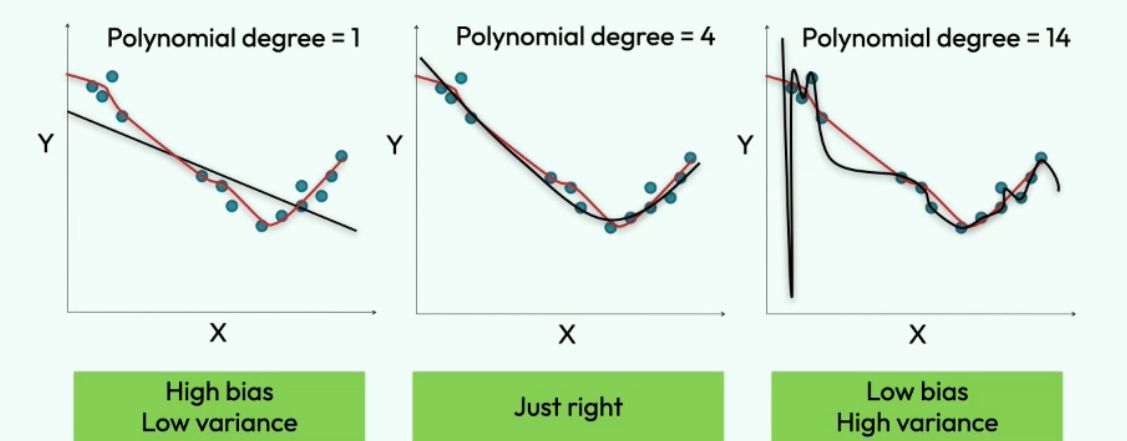 Polynomial degree = 1
Y
X
High bias
Low variance
Polynomial degree = 4
Y
X
Just right
Polynomial degree = 14
Y
X
Low bias
High variance